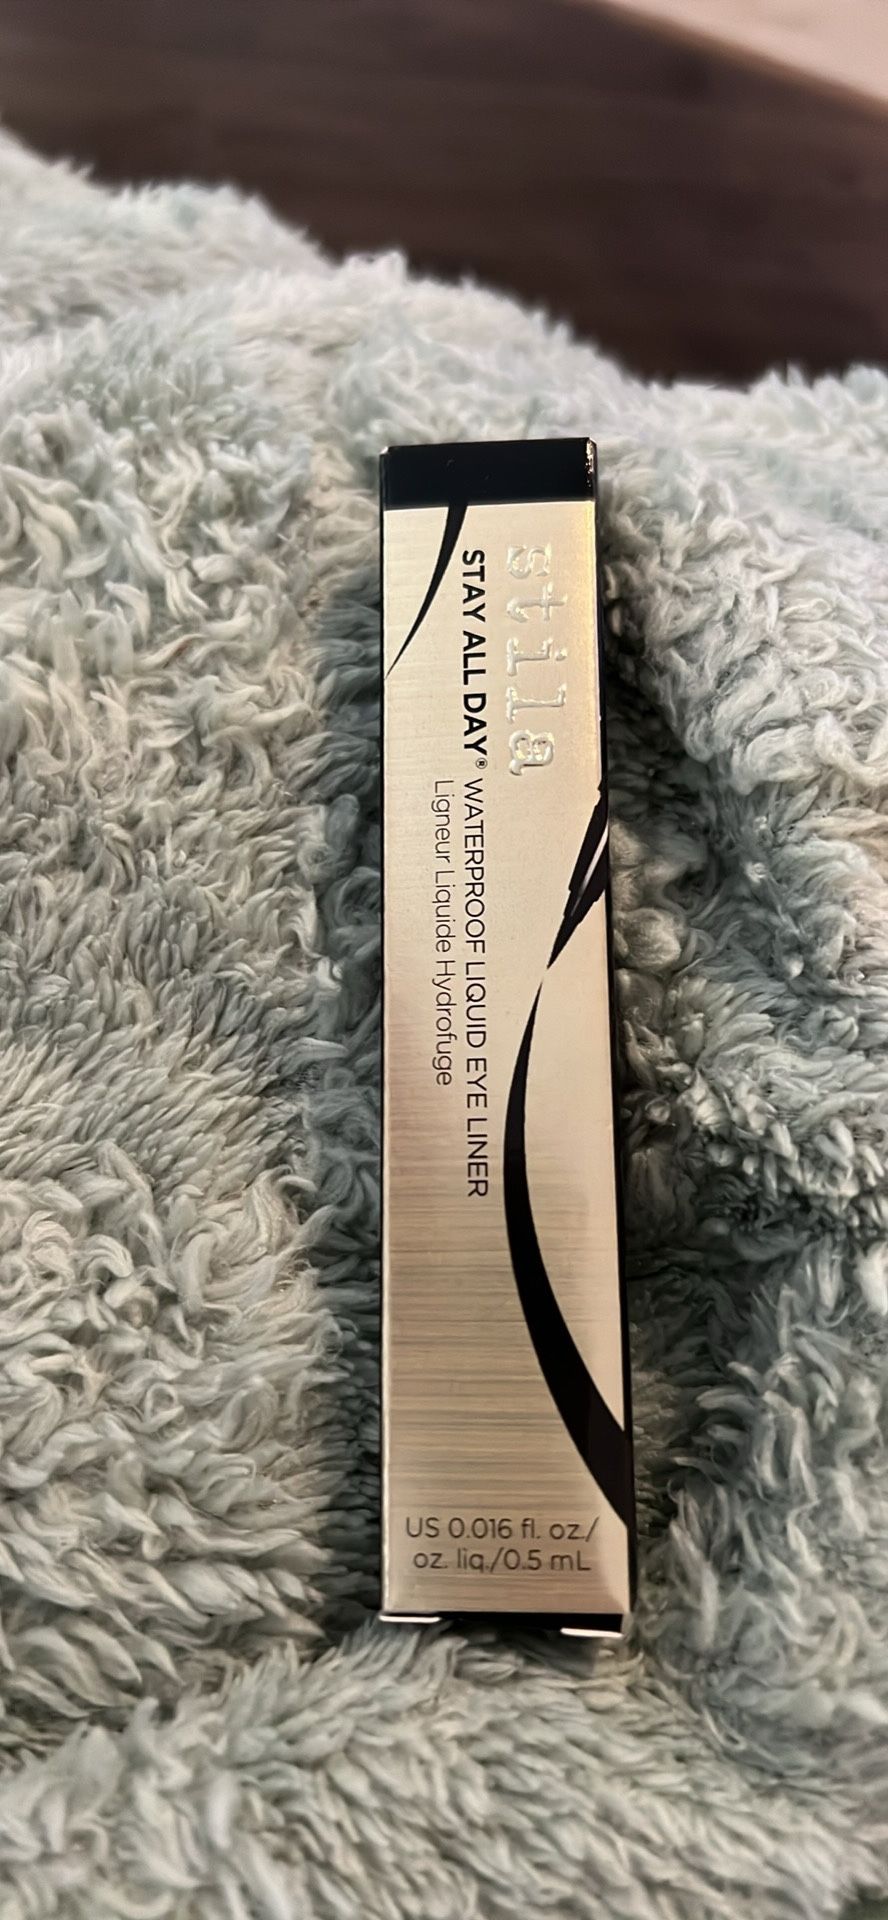 stila
STAY ALL DAY® WATERPROOF LIQUID EYE LINER
Ligneur Liquide Hydrofuge
US 0.016 fl. oz./
oz. liq./0.5 mL